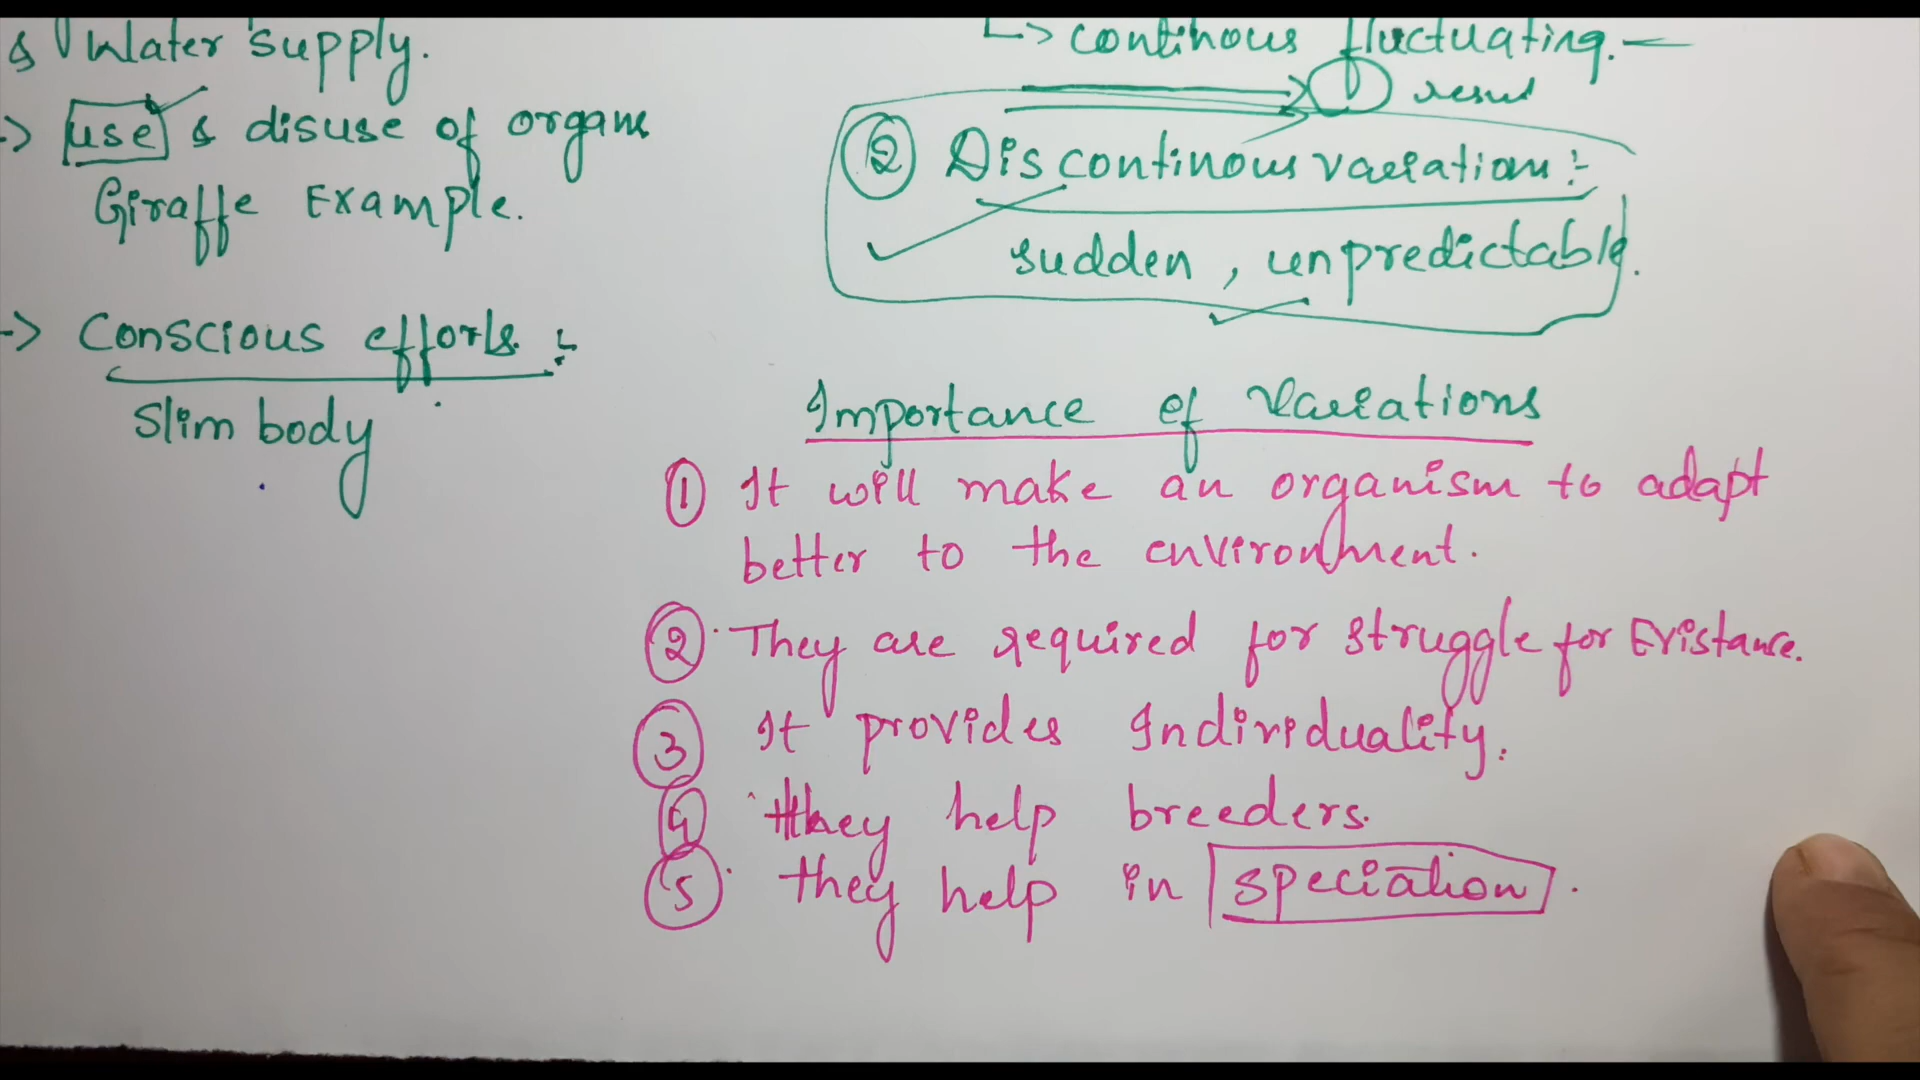 & Water supply.
-> use & disuse of organs
Giraffe Example.
-> Conscious efforts :-
Slim body
↳ continous fluctuating. —
② Discontinous variation :-
sudden, unpredictable.
Importance of Variations
① It will make an organism to adapt
better to the environment.
② They are required for struggle for Existance.
③ It provides Individuality.
④ they help breeders.
⑤ they help in speciation.